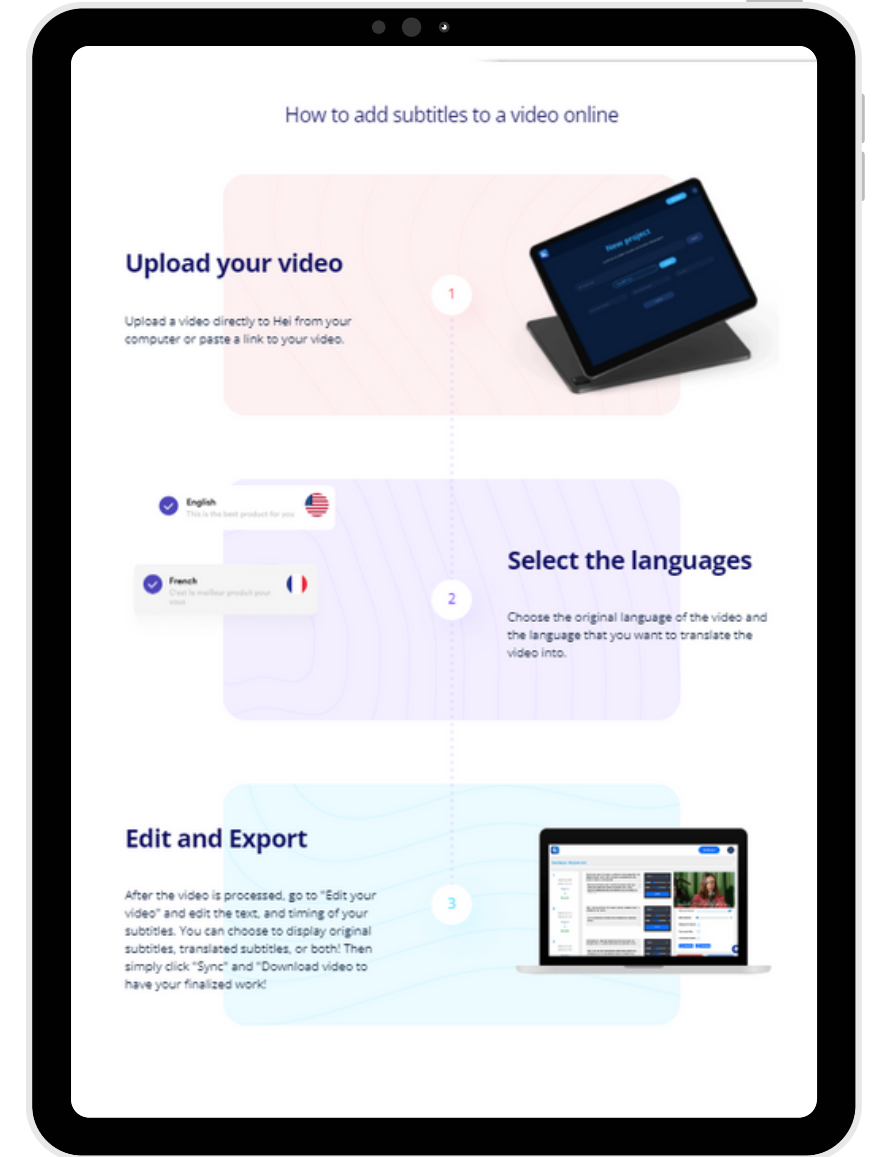 How to add subtitles to a video online
Upload your video
1
Upload a video directly to Hei from your
computer or paste a link to your video.
New project
English
This is the best product for you
French
C'est le meilleur produit pour
vous
2
Select the languages
Choose the original language of the video and
the language that you want to translate the
video into.
Edit and Export
After the video is processed, go to "Edit your
video" and edit the text, and timing of your
subtitles. You can choose to display original
subtitles, translated subtitles, or both! Then
simply click "Sync" and "Download video to
have your finalized work!
3